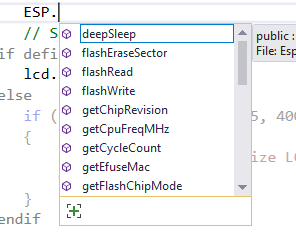 ESP.
// S
if defi
lcd.
else
if (
{
}
endif
deepSleep
flashEraseSector
flashRead
flashWrite
getChipRevision
getCpuFreqMHz
getCycleCount
getEfuseMac
getFlashChipMode
public :
File: Esp
5, 400
ize LC